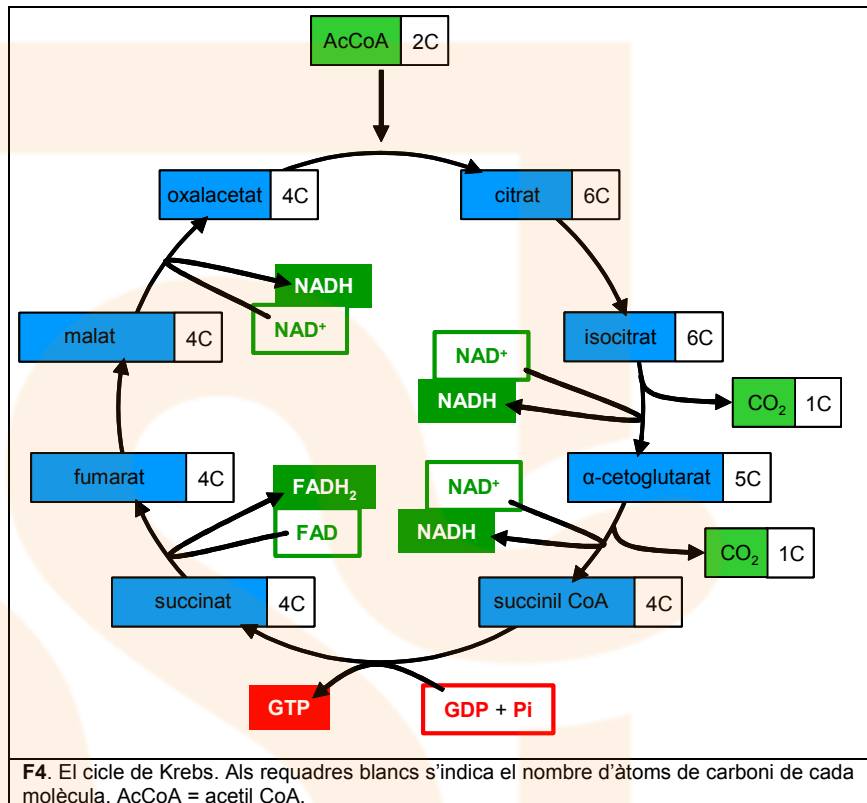 AcCoA 2C
oxalacetat 4C
citrat 6C
NADH
NAD⁺
malat 4C
isocitrat 6C
NAD⁺
NADH
CO₂ 1C
fumarat 4C
FADH₂
FAD
α-cetoglutarat 5C
NAD⁺
NADH
CO₂ 1C
succinat 4C
succinil CoA 4C
GTP
GDP + Pi
F4. El cicle de Krebs. Als requadres blancs s’indica el nombre d’àtoms de carboni de cada
molècula. AcCoA = acetil CoA.